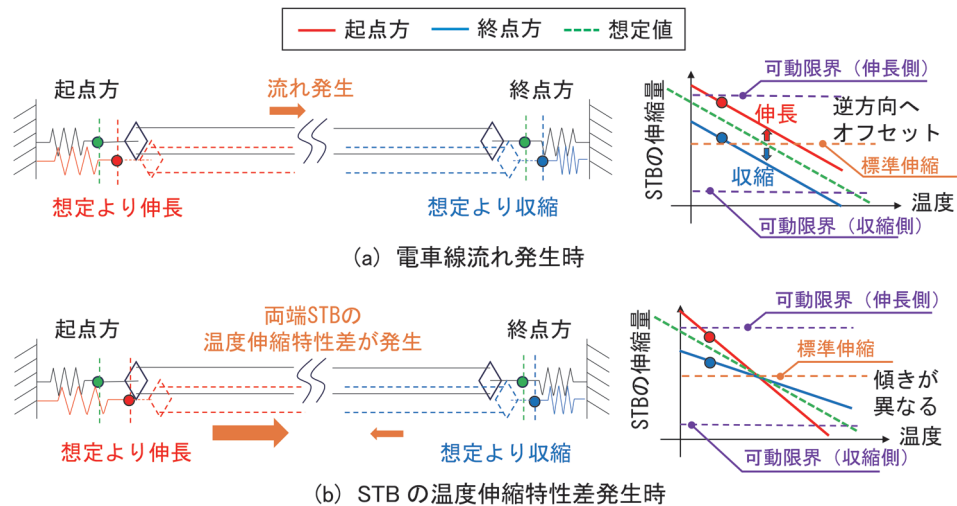 起点方 終点方 想定値
起点方
流れ発生
終点方
想定より伸長
想定より収縮
STBの伸縮量
可動限界（伸長側）
伸長
逆方向へ
オフセット
標準伸縮
収縮
温度
可動限界（収縮側）
(a) 電車線流れ発生時
起点方
両端STBの
温度伸縮特性差が発生
終点方
想定より伸長
想定より収縮
STBの伸縮量
可動限界（伸長側）
標準伸縮
傾きが
異なる
温度
可動限界（収縮側）
(b) STB の温度伸縮特性差発生時